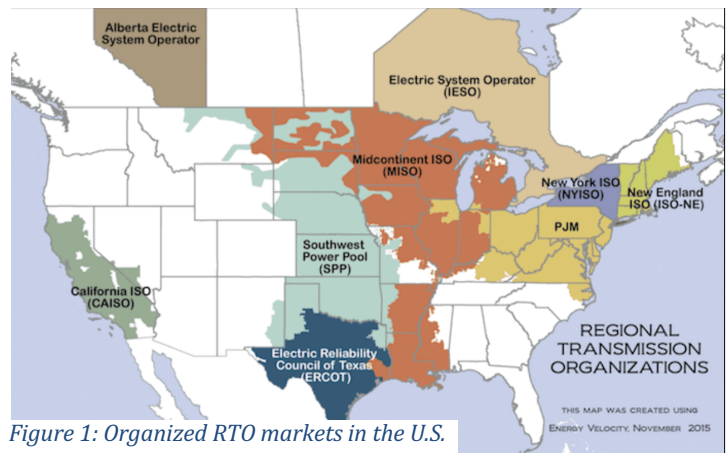 Alberta Electric
System Operator
Electric System Operator
(IESO)
Midcontinent ISO
(MISO)
New York ISO
(NYISO)
New England
ISO (ISO-NE)
PJM
Southwest
Power Pool
(SPP)
California ISO
(CAISO)
Electric Reliability
Council of Texas
(ERCOT)
REGIONAL
TRANSMISSION
ORGANIZATIONS
THIS MAP WAS CREATED USING
ENERGY VELOCITY, NOVEMBER 2015
Figure 1: Organized RTO markets in the U.S.